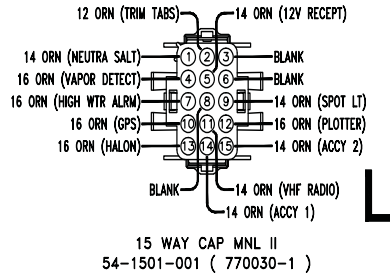 12 ORN (TRIM TABS)
14 ORN (12V RECEPT)
14 ORN (NEUTRA SALT) 1 2 3 BLANK
16 ORN (VAPOR DETECT) 4 5 6 BLANK
16 ORN (HIGH WTR ALRM) 7 8 9 14 ORN (SPOT LT)
16 ORN (GPS) 10 11 12 16 ORN (PLOTTER)
16 ORN (HALON) 13 14 15 14 ORN (ACCY 2)
BLANK 14 ORN (VHF RADIO)
14 ORN (ACCY 1)
15 WAY CAP MNL II
54-1501-001 ( 770030-1 )